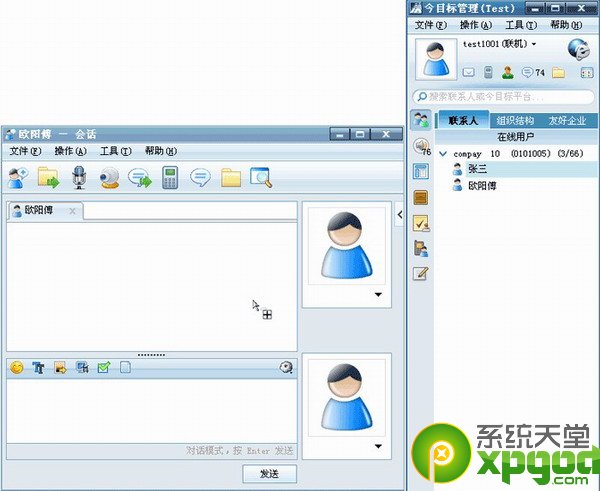 今目标管理(Test)
文件(F) 操作(A) 工具(T) 帮助(H)
test1001(联机)
74
搜索联系人或今目标平台...
76
联系人 组织结构 友好企业
在线用户
compay 10 (0101005) (3/66)
张三
欧阳傅
欧阳傅 — 会话
文件(F) 操作(A) 工具(T) 帮助(H)
欧阳傅
对话模式,按 Enter 发送
发送
系统天堂
xpgod.com